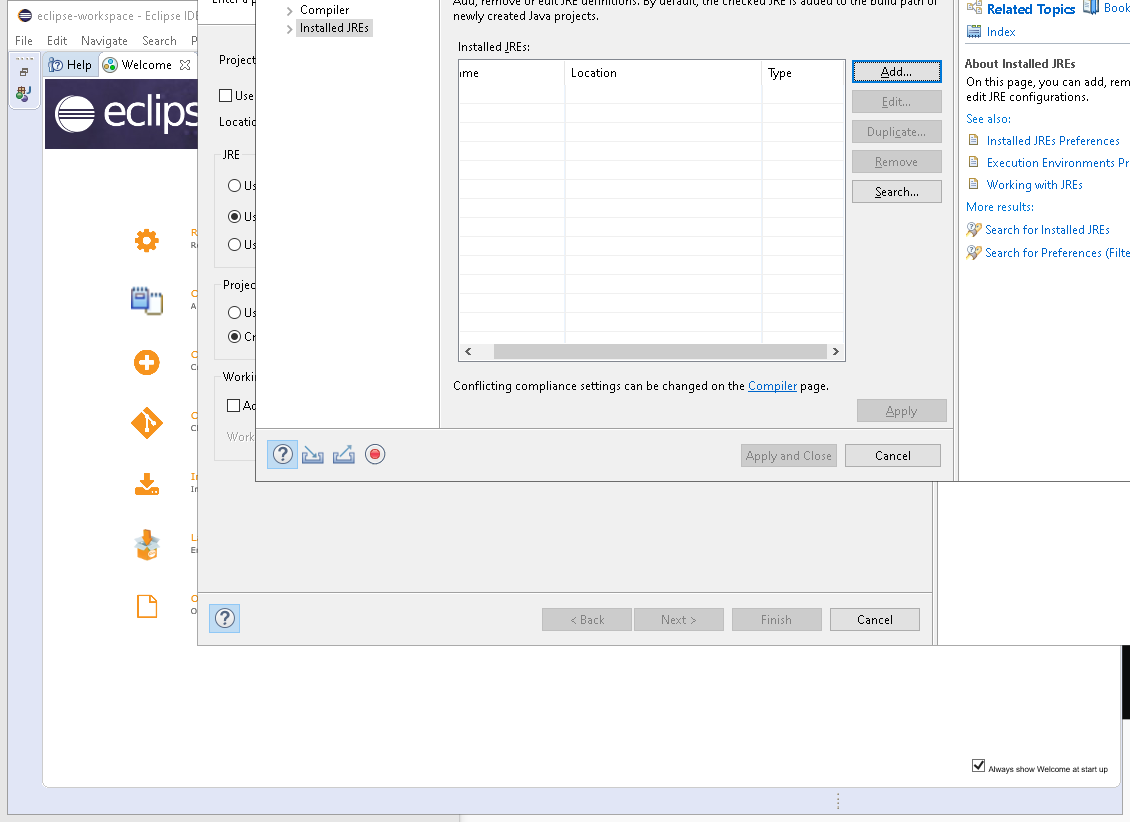 eclipse-workspace - Eclipse IDE
File Edit Navigate Search P
Help
Welcome
eclips
Enter a p
Project
Use
Locatio
JRE
Us
Us
Us
Projec
Us
Cr
Workin
Ad
Work
Compiler
Installed JREs
Add, remove or edit JRE definitions. By default, the checked JRE is added to the build path of
newly created Java projects.
Installed JREs:
me Location Type
Add...
Edit...
Duplicate...
Remove
Search...
Conflicting compliance settings can be changed on the Compiler page.
Apply
Apply and Close
Cancel
Related Topics
Book
Index
About Installed JREs
On this page, you can add, rem
edit JRE configurations.
See also:
Installed JREs Preferences
Execution Environments Pr
Working with JREs
More results:
Search for Installed JREs
Search for Preferences (Filte
< Back
Next >
Finish
Cancel
Always show Welcome at start up